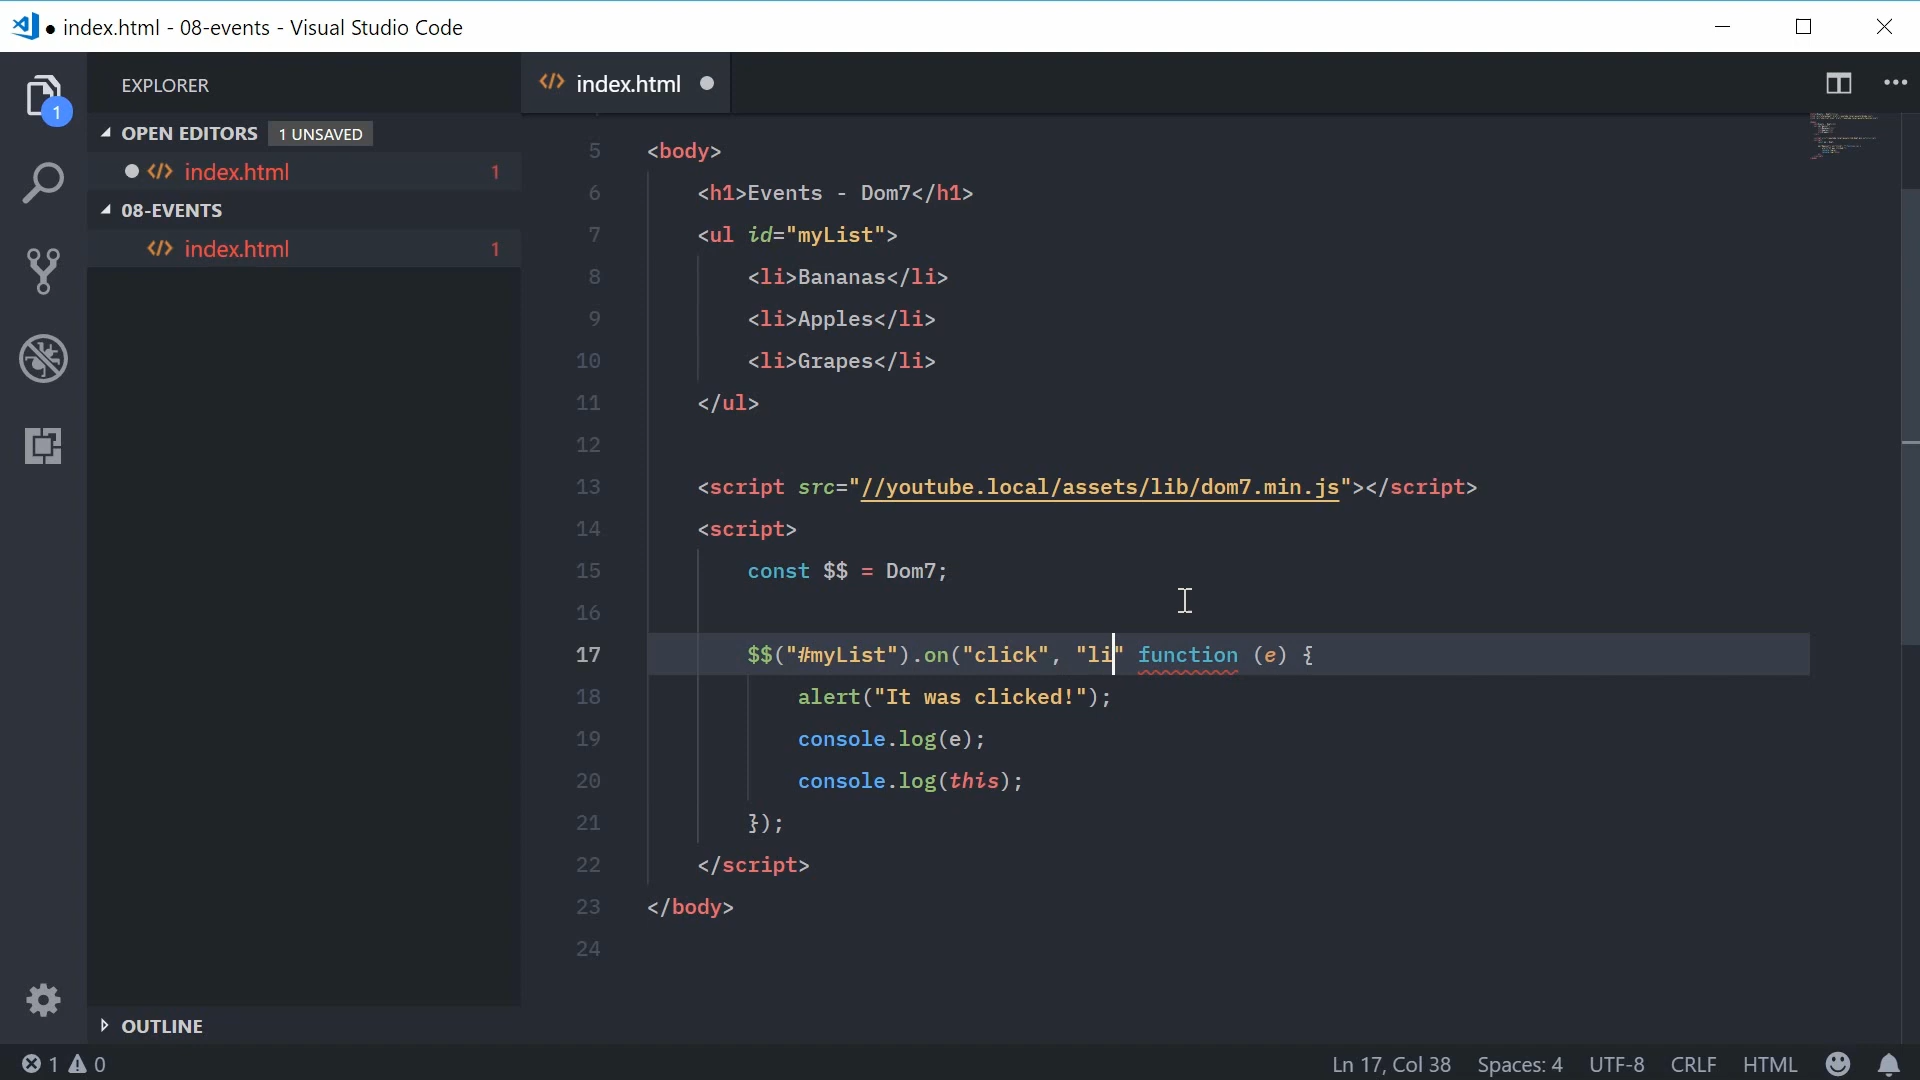 index.html - 08-events - Visual Studio Code
EXPLORER
1
OPEN EDITORS 1 UNSAVED
index.html 1
08-EVENTS
index.html 1
OUTLINE
index.html
5 <body>
6 <h1>Events - Dom7</h1>
7 <ul id="myList">
8 <li>Bananas</li>
9 <li>Apples</li>
10 <li>Grapes</li>
11 </ul>
12
13 <script src="//youtube.local/assets/lib/dom7.min.js"></script>
14 <script>
15 const $$ = Dom7;
16
17 $$("#myList").on("click", "li" function (e) {
18 alert("It was clicked!");
19 console.log(e);
20 console.log(this);
21 });
22 </script>
23 </body>
24
1 0
Ln 17, Col 38 Spaces: 4 UTF-8 CRLF HTML